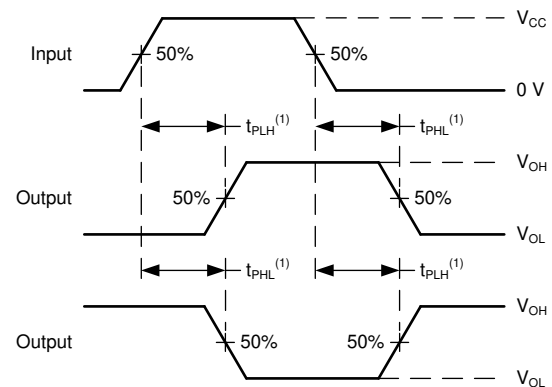 V_CC
Input 50% 50%
0 V
t_PLH^(1) t_PHL^(1)
V_OH
Output 50% 50%
V_OL
t_PHL^(1) t_PLH^(1)
V_OH
Output 50% 50%
V_OL